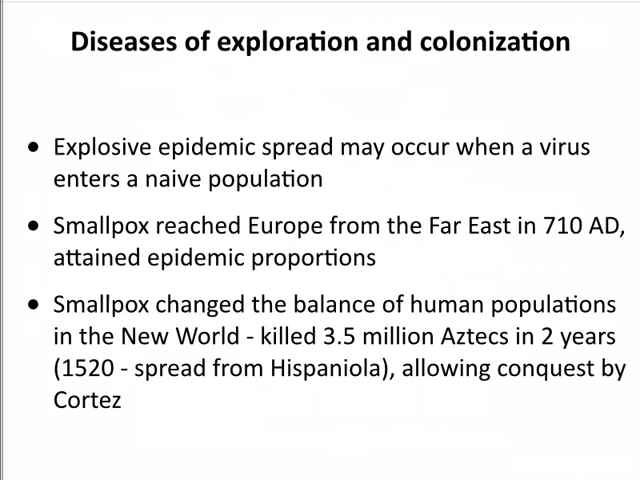 Diseases of exploration and colonization
● Explosive epidemic spread may occur when a virus
enters a naive population
● Smallpox reached Europe from the Far East in 710 AD,
attained epidemic proportions
● Smallpox changed the balance of human populations
in the New World - killed 3.5 million Aztecs in 2 years
(1520 - spread from Hispaniola), allowing conquest by
Cortez